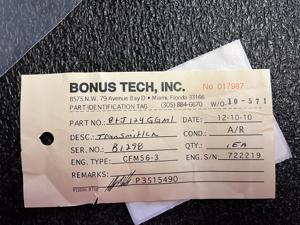 BONUS TECH, INC. No 017987
8575 N.W. 79 Avenue Bay D • Miami, Florida 33166
PART IDENTIFICATION TAG (305) 884-6670 W/O 10-571
PART NO.: 8+J124GGM1 DATE: 12-10-10
DESC.: Transmitter COND.: A/R
SER. NO.: B1298 QTY.: 1EA
ENG. TYPE: CFM56-3 ENG. S/N: 722219
REMARKS: P3515490